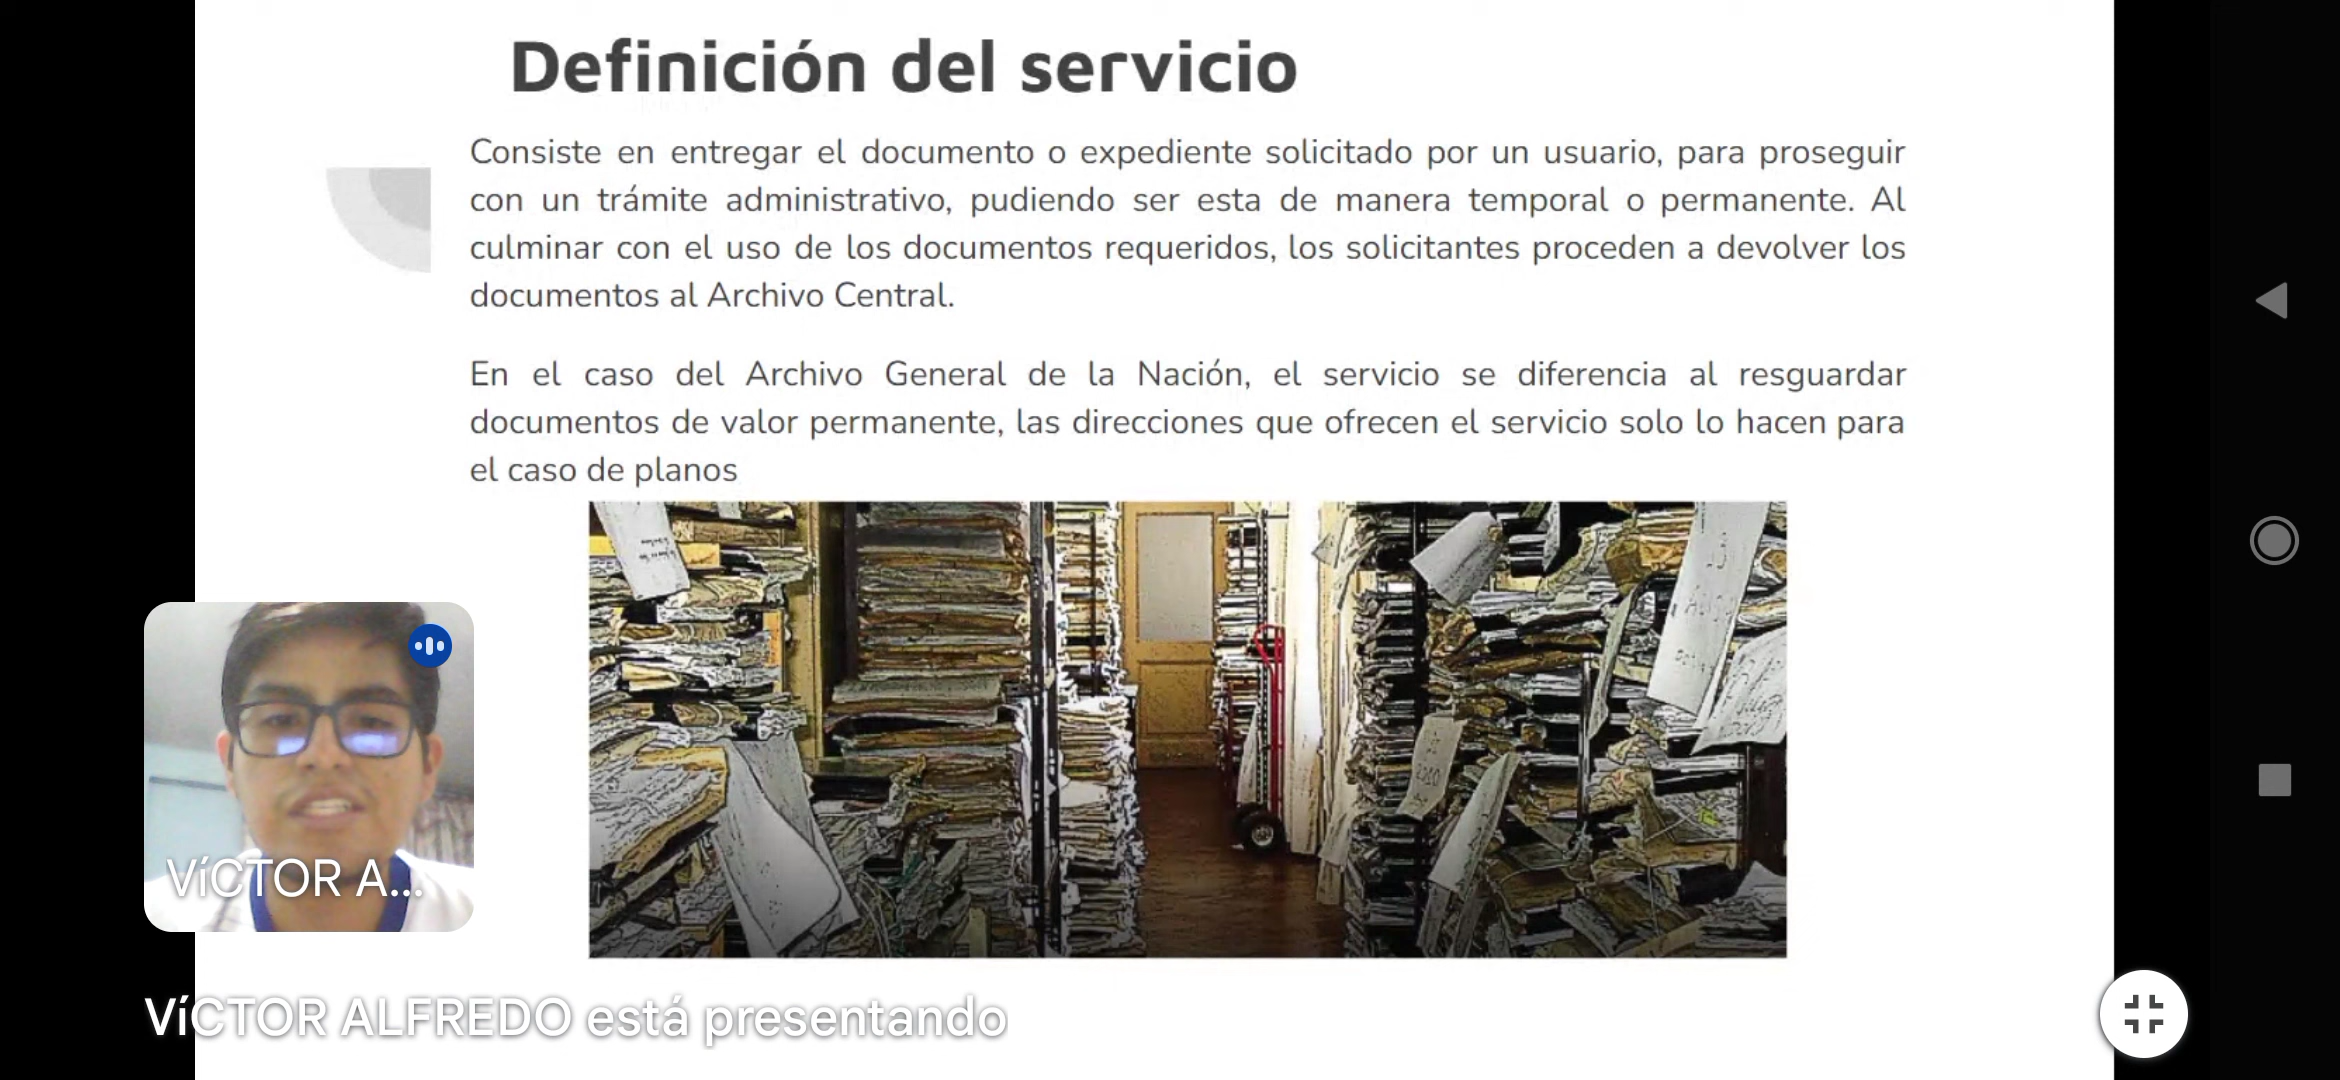 Definición del servicio
Consiste en entregar el documento o expediente solicitado por un usuario, para proseguir
con un trámite administrativo, pudiendo ser esta de manera temporal o permanente. Al
culminar con el uso de los documentos requeridos, los solicitantes proceden a devolver los
documentos al Archivo Central.
En el caso del Archivo General de la Nación, el servicio se diferencia al resguardar
documentos de valor permanente, las direcciones que ofrecen el servicio solo lo hacen para
el caso de planos
VíCTOR A...
VíCTOR ALFREDO está presentando